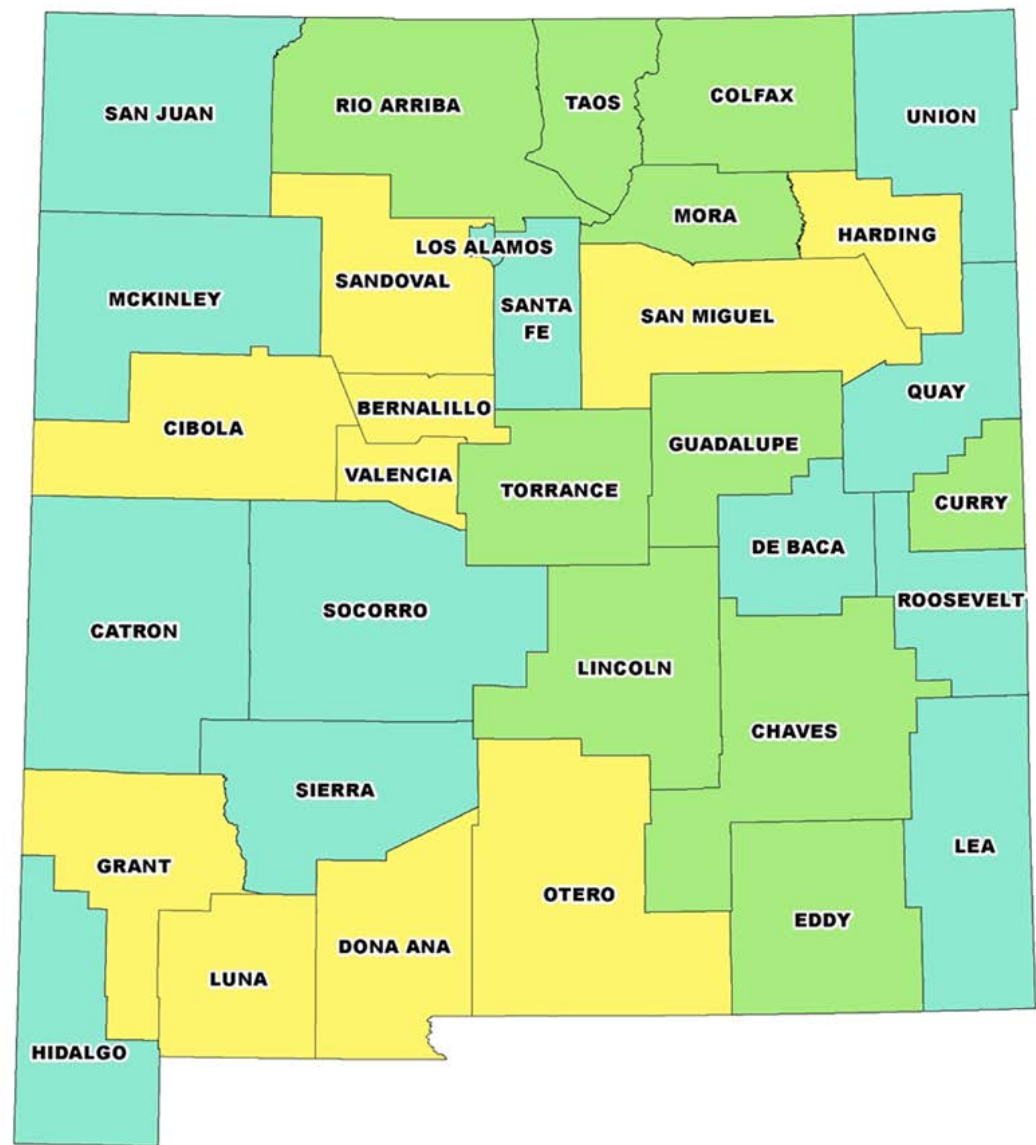 SAN JUAN
RIO ARRIBA
TAOS
COLFAX
UNION
MORA
HARDING
LOS ALAMOS
SANDOVAL
MCKINLEY
SANTA
FE
SAN MIGUEL
QUAY
BERNALILLO
CIBOLA
GUADALUPE
VALENCIA
TORRANCE
CURRY
DE BACA
ROOSEVELT
SOCORRO
CATRON
LINCOLN
CHAVES
SIERRA
LEA
GRANT
OTERO
EDDY
DONA ANA
LUNA
HIDALGO